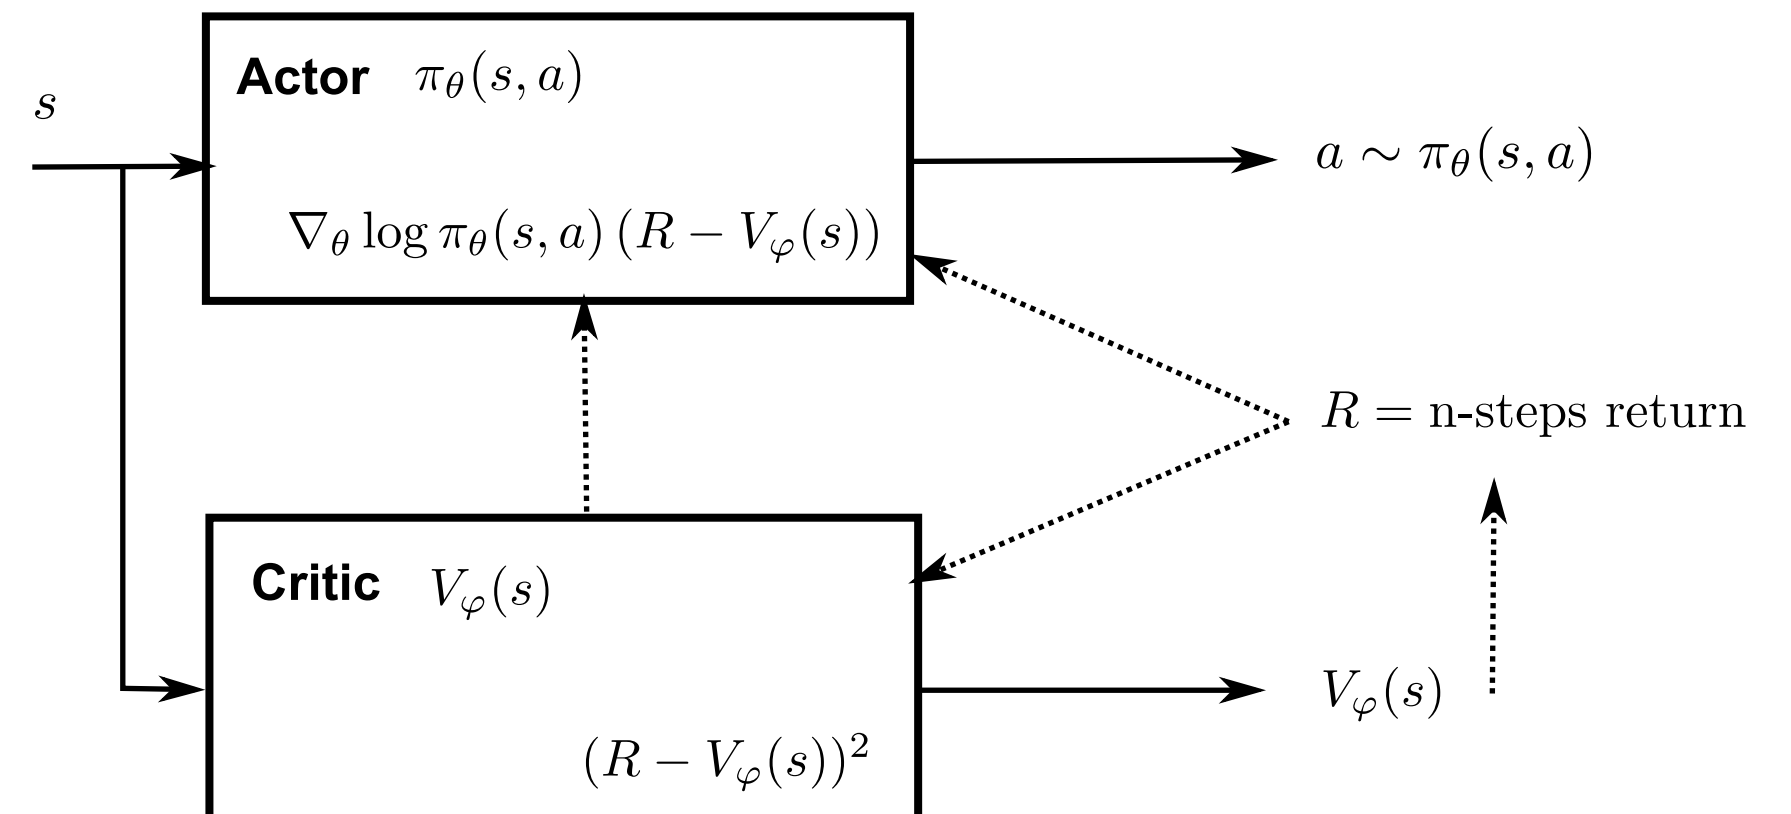 s
Actor π_θ(s, a)
a ∼ π_θ(s, a)
∇_θ log π_θ(s, a) (R − V_φ(s))
R = n-steps return
Critic V_φ(s)
V_φ(s)
(R − V_φ(s))²